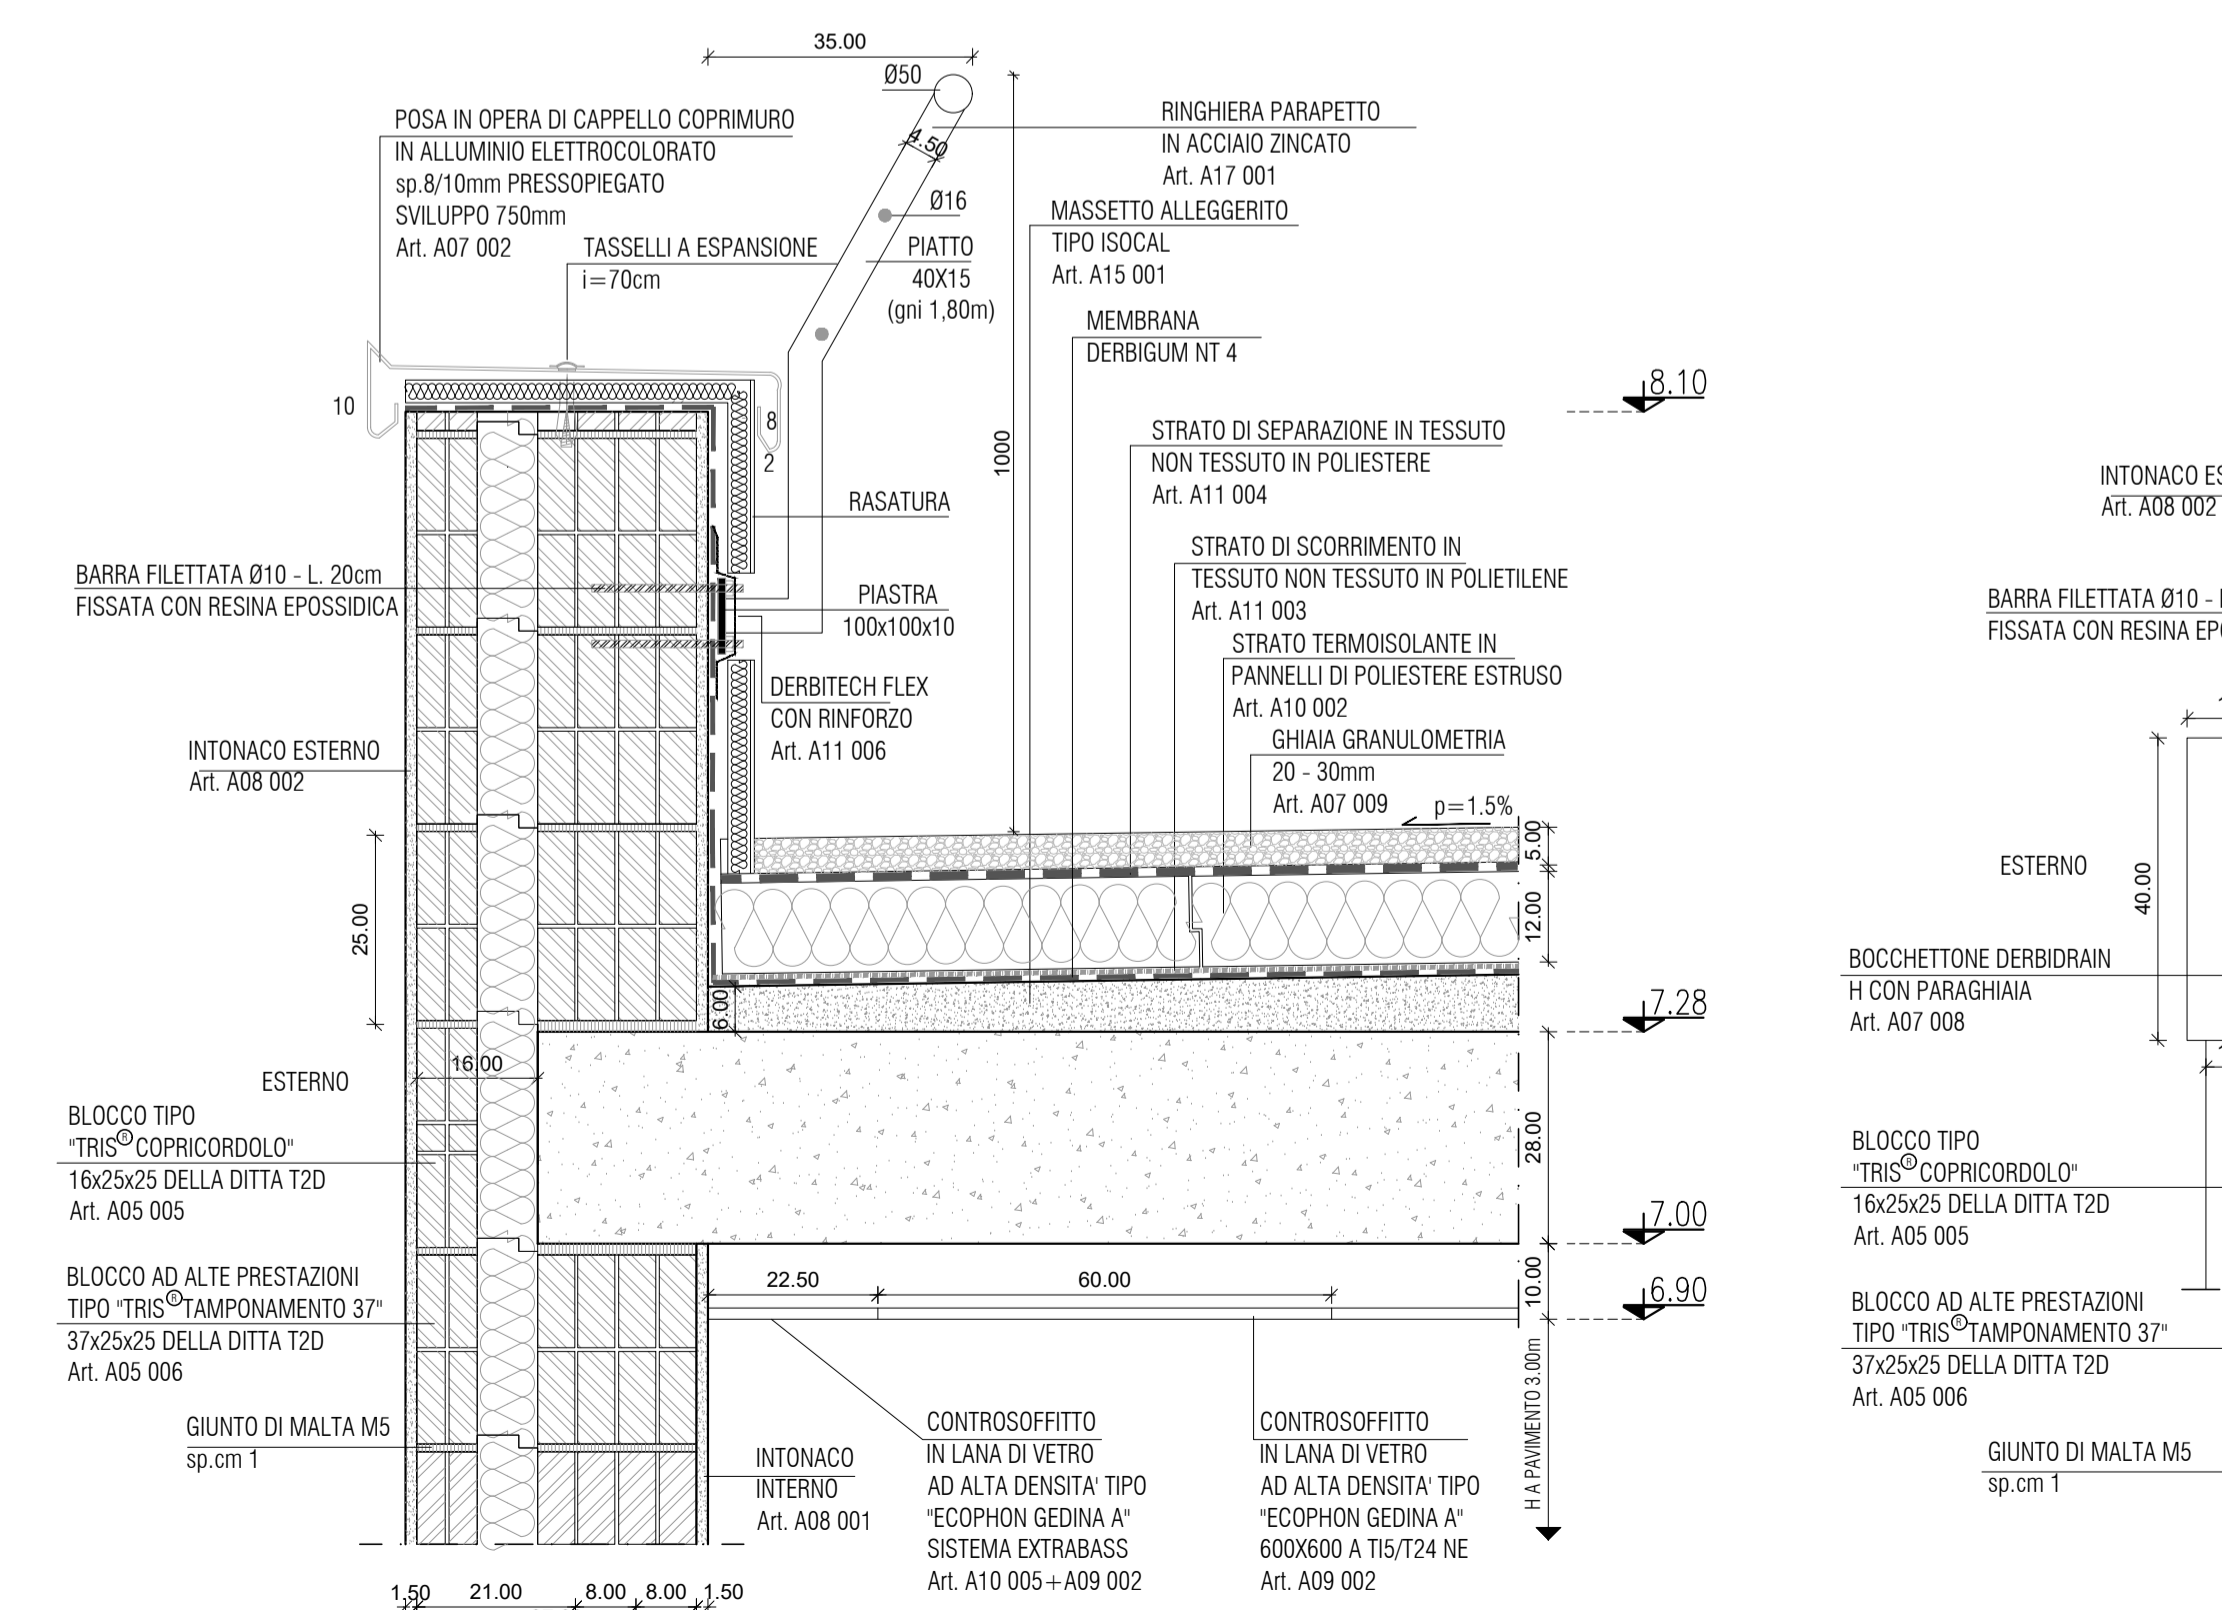 35.00
Ø50
POSA IN OPERA DI CAPPELLO COPRIMURO
IN ALLUMINIO ELETTROCOLORATO
sp.8/10mm PRESSOPIEGATO
SVILUPPO 750mm
Art. A07 002
TASSELLI A ESPANSIONE
i=70cm
4.50
Ø16
PIATTO
40X15
(gni 1,80m)
RINGHIERA PARAPETTO
IN ACCIAIO ZINCATO
Art. A17 001
MASSETTO ALLEGGERITO
TIPO ISOCAL
Art. A15 001
MEMBRANA
DERBIGUM NT 4
1000
8.10
10
8
2
STRATO DI SEPARAZIONE IN TESSUTO
NON TESSUTO IN POLIESTERE
Art. A11 004
RASATURA
STRATO DI SCORRIMENTO IN
TESSUTO NON TESSUTO IN POLIETILENE
Art. A11 003
BARRA FILETTATA Ø10 - L. 20cm
FISSATA CON RESINA EPOSSIDICA
PIASTRA
100x100x10
STRATO TERMOISOLANTE IN
PANNELLI DI POLIESTERE ESTRUSO
Art. A10 002
DERBITECH FLEX
CON RINFORZO
Art. A11 006
GHIAIA GRANULOMETRIA
20 - 30mm
Art. A07 009
p=1.5%
INTONACO ESTERNO
Art. A08 002
5.00
12.00
25.00
6.00
7.28
16.00
ESTERNO
BLOCCO TIPO
"TRIS® COPRICORDOLO"
16x25x25 DELLA DITTA T2D
Art. A05 005
28.00
7.00
BLOCCO AD ALTE PRESTAZIONI
TIPO "TRIS® TAMPONAMENTO 37"
37x25x25 DELLA DITTA T2D
Art. A05 006
22.50
60.00
10.00
6.90
H A PAVIMENTO 3.00m
GIUNTO DI MALTA M5
sp.cm 1
INTONACO
INTERNO
Art. A08 001
CONTROSOFFITTO
IN LANA DI VETRO
AD ALTA DENSITA' TIPO
"ECOPHON GEDINA A"
SISTEMA EXTRABASS
Art. A10 005+A09 002
CONTROSOFFITTO
IN LANA DI VETRO
AD ALTA DENSITA' TIPO
"ECOPHON GEDINA A"
600X600 A TI5/T24 NE
Art. A09 002
1.50
21.00
8.00
8.00
1.50
INTONACO
Art. A08 002
BARRA FILETTATA Ø10 -
FISSATA CON RESINA
ESTERNO
40.00
BOCCHETTONE DERBIDRAIN
H CON PARAGHIAIA
Art. A07 008
BLOCCO TIPO
"TRIS® COPRICORDOLO"
16x25x25 DELLA DITTA T2D
Art. A05 005
BLOCCO AD ALTE PRESTAZIONI
TIPO "TRIS® TAMPONAMENTO 37"
37x25x25 DELLA DITTA T2D
Art. A05 006
GIUNTO DI MALTA M5
sp.cm 1